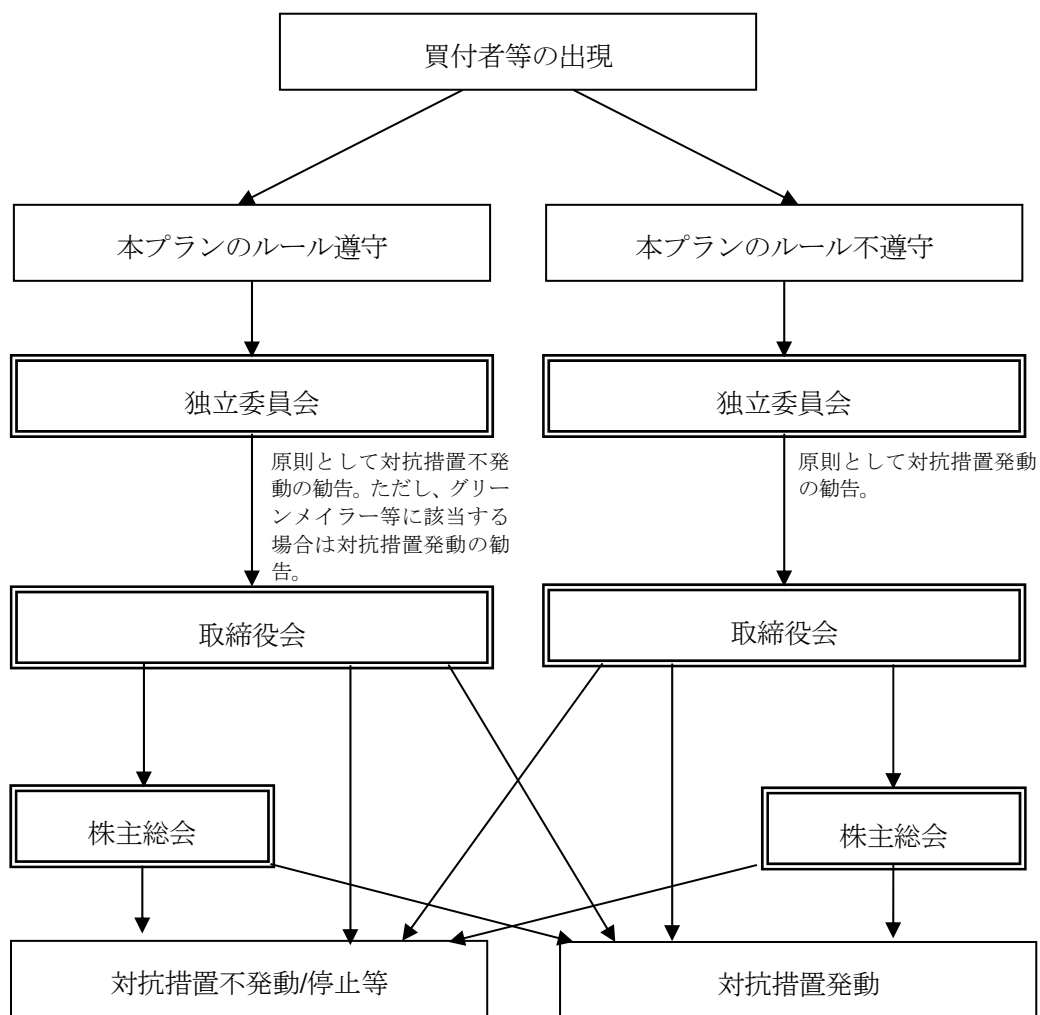 買付者等の出現
本プランのルール遵守
本プランのルール不遵守
独立委員会
独立委員会
原則として対抗措置不発
動の勧告。ただし、グリー
ンメイラー等に該当する
場合は対抗措置発動の勧
告。
原則として対抗措置発動
の勧告。
取締役会
取締役会
株主総会
株主総会
対抗措置不発動/停止等
対抗措置発動